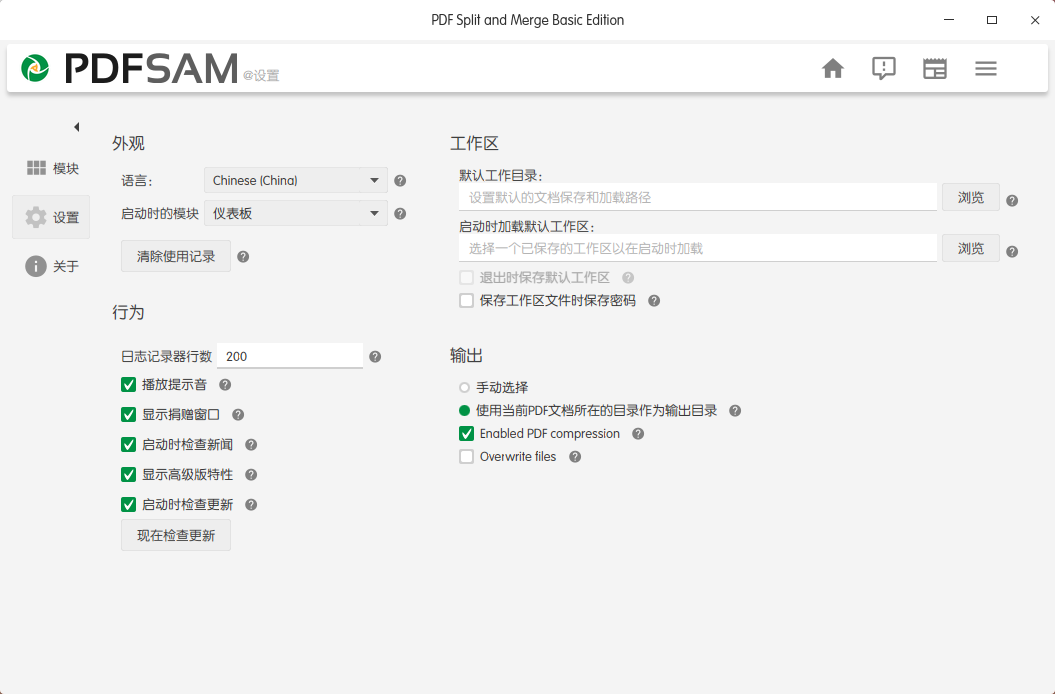 PDF Split and Merge Basic Edition
PDFSAM @设置
模块
设置
关于
外观
语言：
Chinese (China)
启动时的模块
仪表板
清除使用记录
行为
日志记录器行数
200
播放提示音
显示捐赠窗口
启动时检查新闻
显示高级版特性
启动时检查更新
现在检查更新
工作区
默认工作目录：
设置默认的文档保存和加载路径
浏览
启动时加载默认工作区：
选择一个已保存的工作区以在启动时加载
浏览
退出时保存默认工作区
保存工作区文件时保存密码
输出
手动选择
使用当前PDF文档所在的目录作为输出目录
Enabled PDF compression
Overwrite files